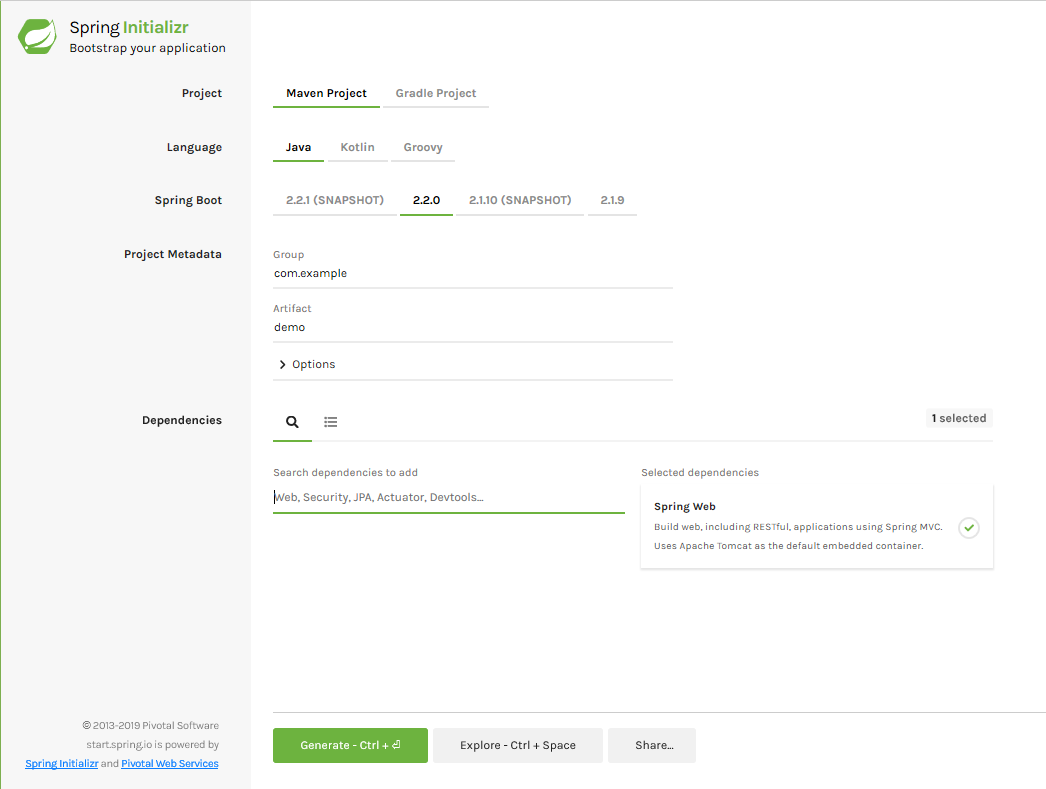 Spring Initializr
Bootstrap your application
Project
Maven Project Gradle Project
Language
Java Kotlin Groovy
Spring Boot
2.2.1 (SNAPSHOT) 2.2.0 2.1.10 (SNAPSHOT) 2.1.9
Project Metadata
Group
com.example
Artifact
demo
Options
Dependencies
1 selected
Search dependencies to add
Web, Security, JPA, Actuator, Devtools...
Selected dependencies
Spring Web
Build web, including RESTful, applications using Spring MVC.
Uses Apache Tomcat as the default embedded container.
© 2013-2019 Pivotal Software
start.spring.io is powered by
Spring Initializr and Pivotal Web Services
Generate - Ctrl + ⏎ Explore - Ctrl + Space Share...